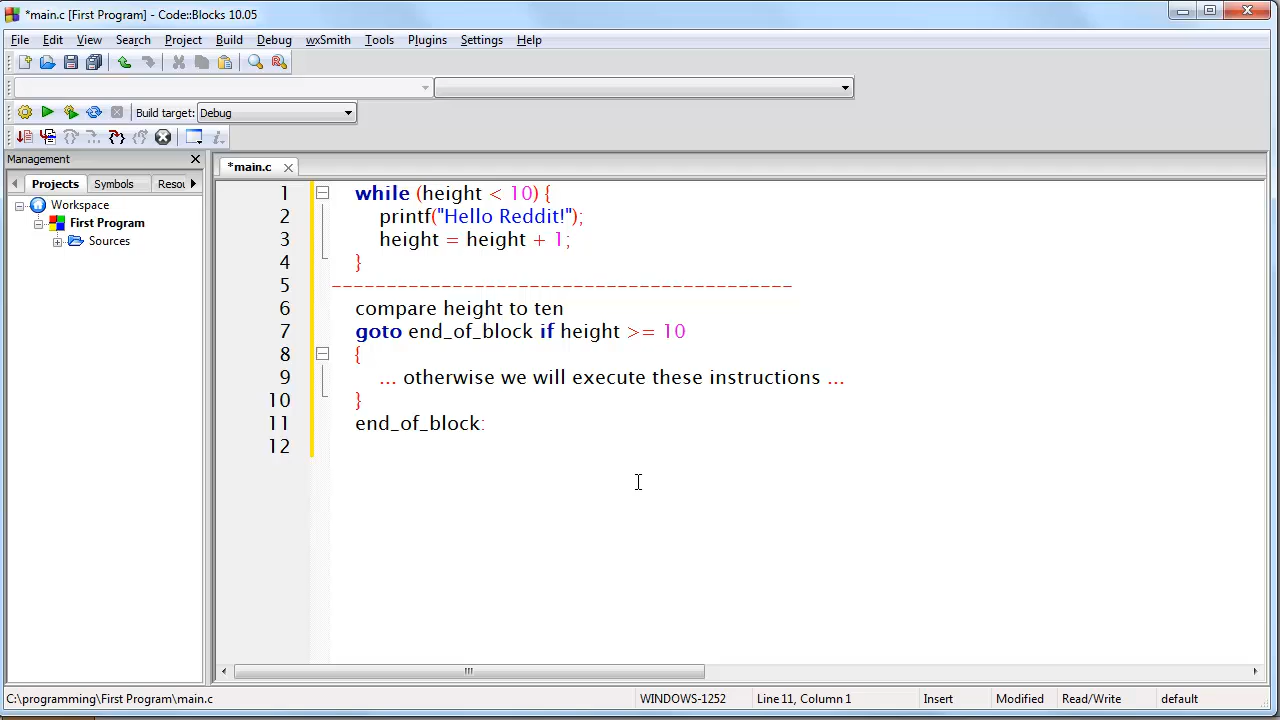 *main.c [First Program] - Code::Blocks 10.05
File Edit View Search Project Build Debug wxSmith Tools Plugins Settings Help
Build target: Debug
Management
*main.c
Projects Symbols Resou
1 while (height < 10) {
Workspace
2 printf("Hello Reddit!");
First Program
3 height = height + 1;
Sources
4 }
5 ----------------------------------------
6 compare height to ten
7 goto end_of_block if height >= 10
8 {
9 ... otherwise we will execute these instructions ...
10 }
11 end_of_block:
12
C:\programming\First Program\main.c WINDOWS-1252 Line 11, Column 1 Insert Modified Read/Write default